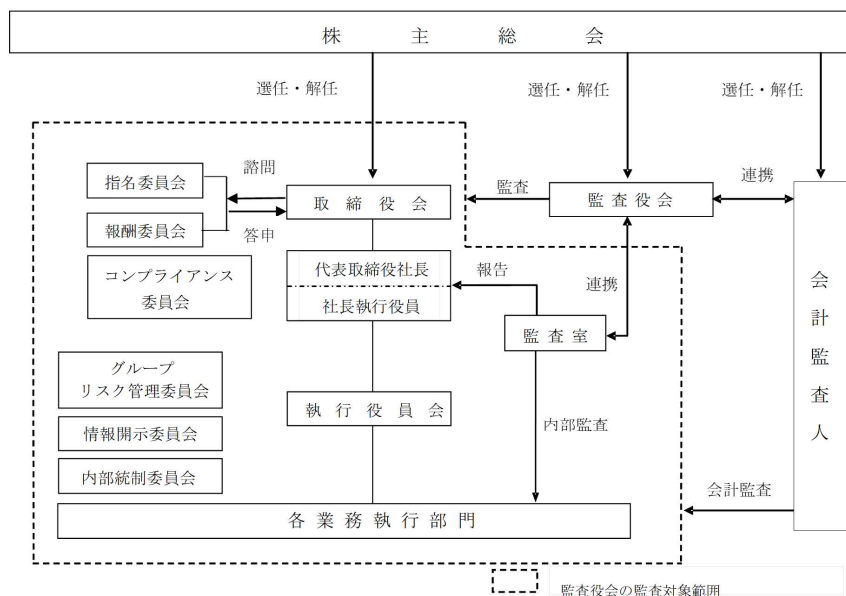 株主総会
選任・解任
選任・解任
選任・解任
指名委員会
諮問
取締役会
監査
監査役会
連携
報酬委員会
答申
コンプライアンス
委員会
代表取締役社長
社長執行役員
報告
連携
監査室
会計監査人
グループ
リスク管理委員会
執行役員会
情報開示委員会
内部監査
内部統制委員会
会計監査
各業務執行部門
監査役会の監査対象範囲